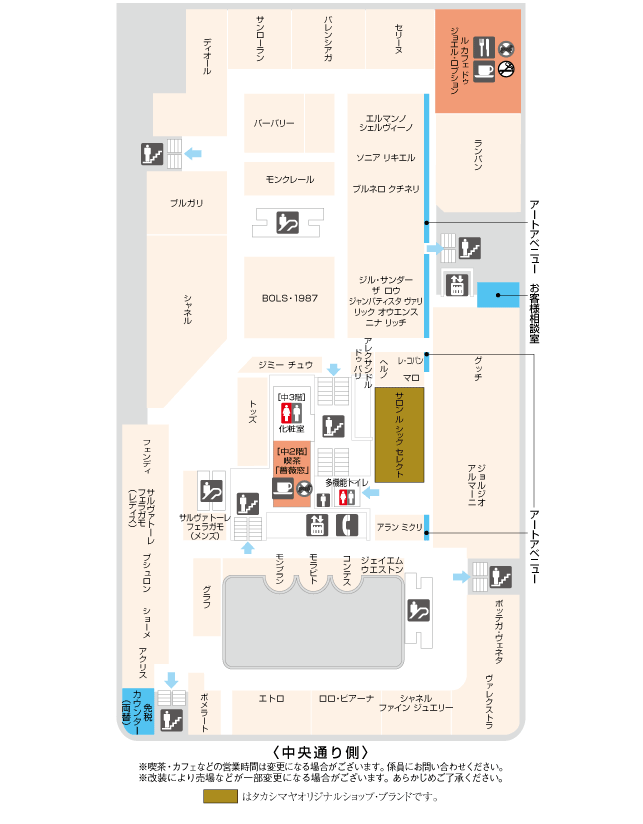 ディオール
サンローラン
バレンシアガ
セリーヌ
ル カフェ ドゥ
ジョエル・ロブション
バーバリー
エルマンノ
シェルヴィーノ
ソニア リキエル
ブルネロ クチネリ
ランバン
モンクレール
ブルガリ
アートアベニュー
シャネル
BOLS・1987
ジル・サンダー
ザ ロウ
ジャンバティスタ ヴァリ
リック オウエンス
ニナ リッチ
お客様相談室
グッチ
ジミー チュウ
アレクサンドル
ドゥ パリ
ヘルノ
レ・コパン
マロ
トッズ
[中3階]
化粧室
サロン ル シック セレクト
[中2階]
喫茶
「薔薇窓」
多機能トイレ
ジョルジオ
アルマーニ
フェンディ
サルヴァトーレ
フェラガモ
(レディス)
サルヴァトーレ
フェラガモ
(メンズ)
アラン ミクリ
アートアベニュー
ブシュロン
ショーメ
アクリス
グラフ
モンブラン
モラビト
コンテス
ジェイエム
ウエストン
ボッテガ・ヴェネタ
ヴァレクストラ
免税
カウンター
(両替)
ポメラート
エトロ
ロロ・ピアーナ
シャネル
ファイン ジュエリー
〈中央通り側〉
※喫茶・カフェなどの営業時間は変更になる場合がございます。係員にお問い合わせください。
※改装により売場などが一部変更になる場合がございます。あらかじめご了承ください。
はタカシマヤオリジナルショップ・ブランドです。